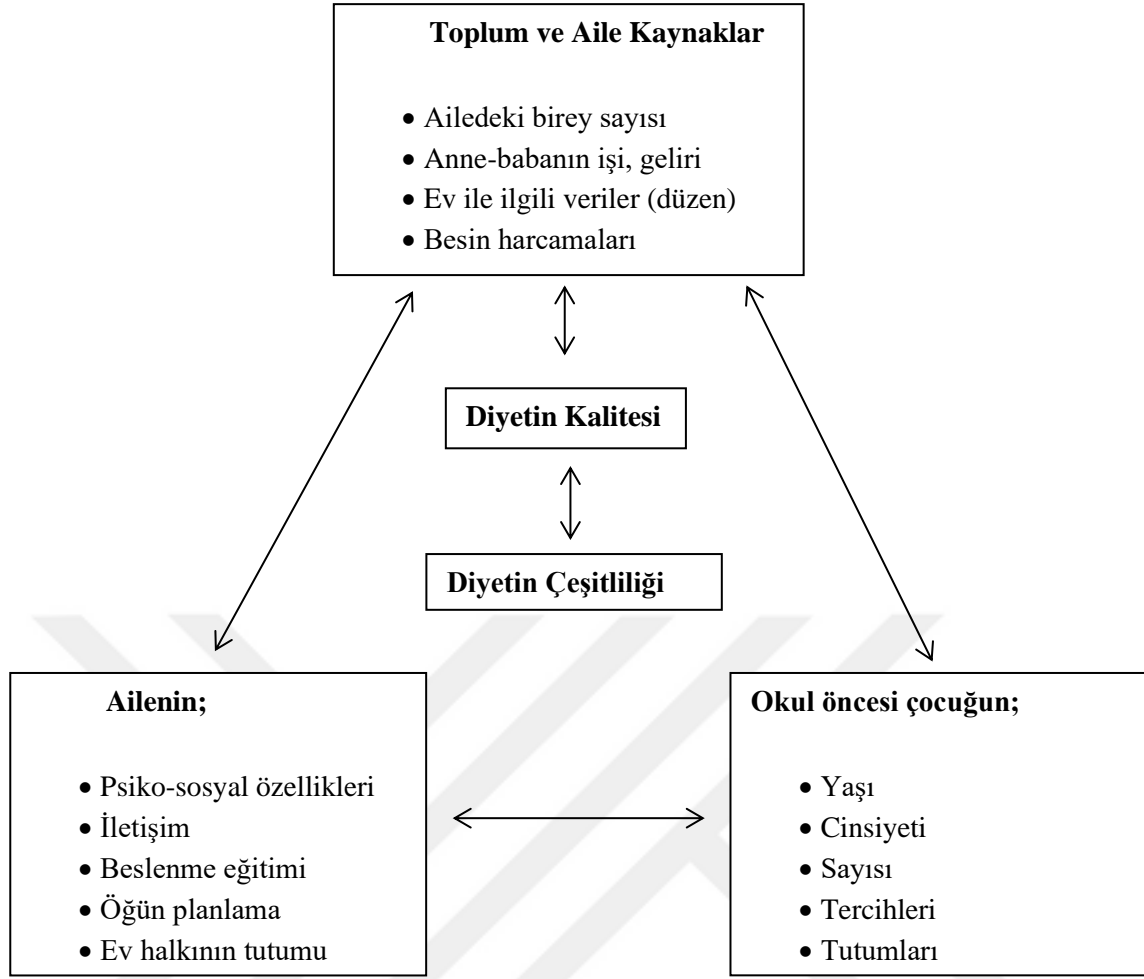 Toplum ve Aile Kaynaklar
• Ailedeki birey sayısı
• Anne-babanın işi, geliri
• Ev ile ilgili veriler (düzen)
• Besin harcamaları
Diyetin Kalitesi
Diyetin Çeşitliliği
Ailenin;
• Psiko-sosyal özellikleri
• İletişim
• Beslenme eğitimi
• Öğün planlama
• Ev halkının tutumu
Okul öncesi çocuğun;
• Yaşı
• Cinsiyeti
• Sayısı
• Tercihleri
• Tutumları